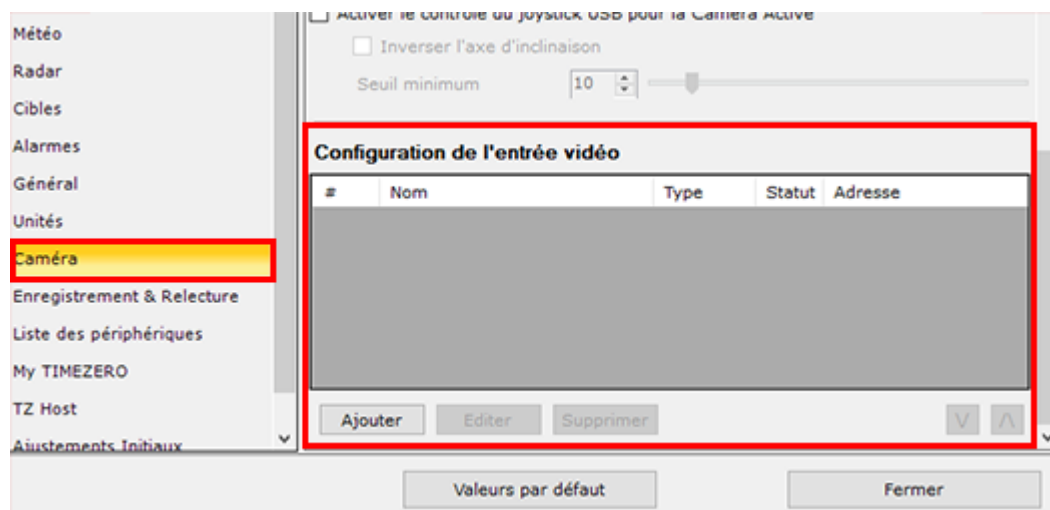 Météo
Radar
Cibles
Alarmes
Général
Unités
Caméra
Enregistrement & Relecture
Liste des périphériques
My TIMEZERO
TZ Host
Ajustements Initiaux
Activer le contrôle du joystick USB pour la Caméra Active
Inverser l'axe d'inclinaison
Seuil minimum 10
Configuration de l'entrée vidéo
# Nom Type Statut Adresse
Ajouter Editer Supprimer V Λ
Valeurs par défaut Fermer